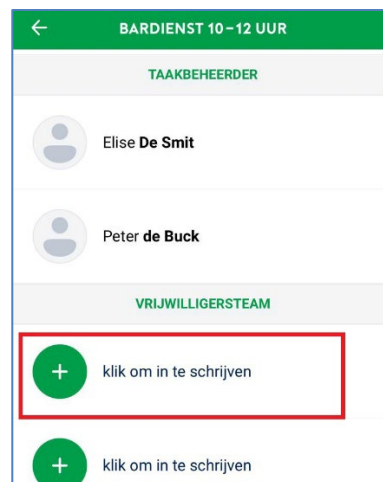 BARDIENST 10-12 UUR
TAAKBEHEERDER
Elise De Smit
Peter de Buck
VRIJWILLIGERSTEAM
klik om in te schrijven
klik om in te schrijven